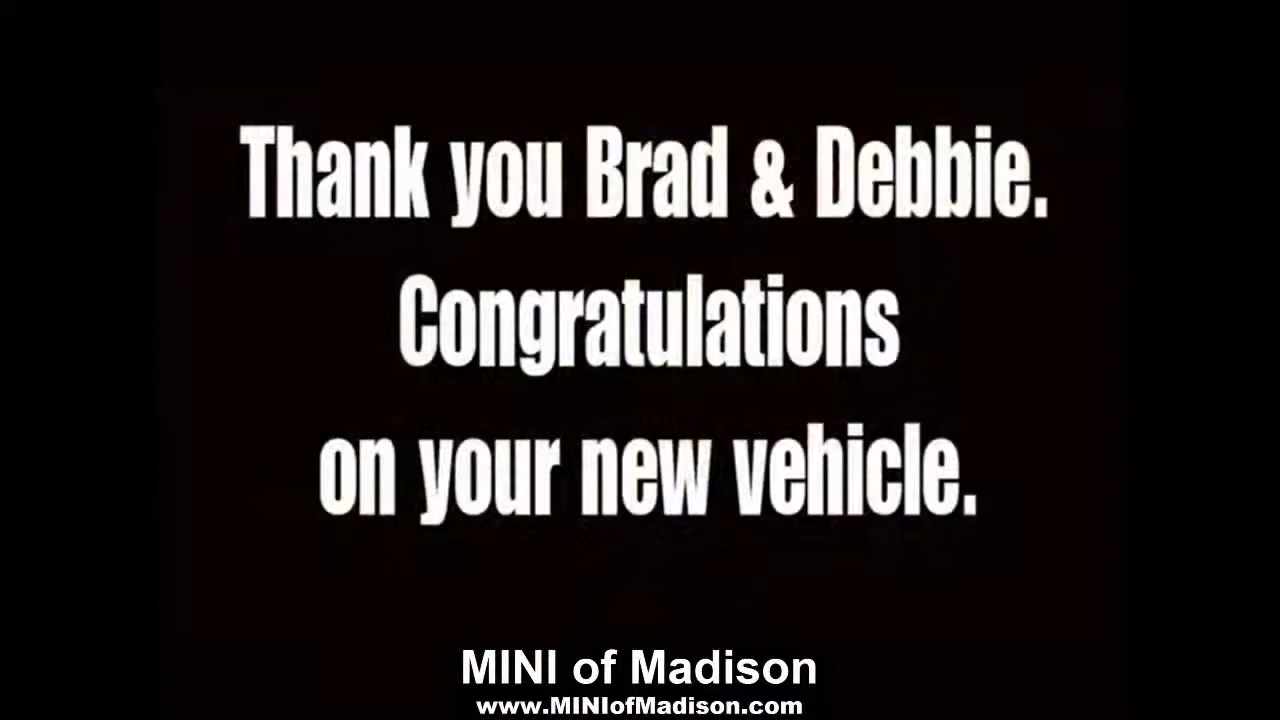 Thank you Brad & Debbie.
Congratulations
on your new vehicle.
MINI of Madison
www.MINIofMadison.com